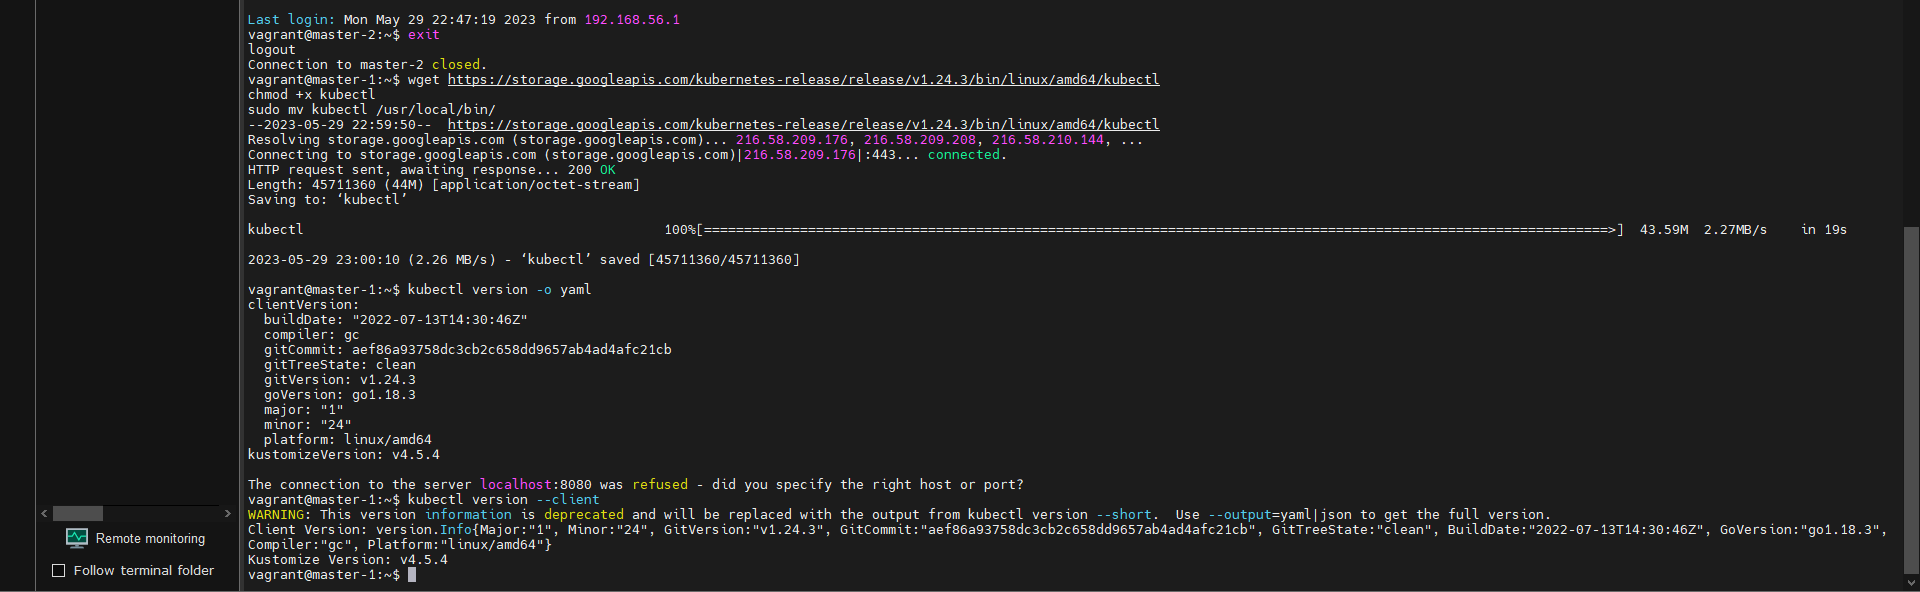 Last login: Mon May 29 22:47:19 2023 from 192.168.56.1
vagrant@master-2:~$ exit
logout
Connection to master-2 closed.
vagrant@master-1:~$ wget https://storage.googleapis.com/kubernetes-release/release/v1.24.3/bin/linux/amd64/kubectl
chmod +x kubectl
sudo mv kubectl /usr/local/bin/
--2023-05-29 22:59:50--  https://storage.googleapis.com/kubernetes-release/release/v1.24.3/bin/linux/amd64/kubectl
Resolving storage.googleapis.com (storage.googleapis.com)... 216.58.209.176, 216.58.209.208, 216.58.210.144, ...
Connecting to storage.googleapis.com (storage.googleapis.com)|216.58.209.176|:443... connected.
HTTP request sent, awaiting response... 200 OK
Length: 45711360 (44M) [application/octet-stream]
Saving to: ‘kubectl’
kubectl 100%[=================================================================================================================>] 43.59M 2.27MB/s in 19s
2023-05-29 23:00:10 (2.26 MB/s) - ‘kubectl’ saved [45711360/45711360]
vagrant@master-1:~$ kubectl version -o yaml
clientVersion:
  buildDate: "2022-07-13T14:30:46Z"
  compiler: gc
  gitCommit: aef86a93758dc3cb2c658dd9657ab4ad4afc21cb
  gitTreeState: clean
  gitVersion: v1.24.3
  goVersion: go1.18.3
  major: "1"
  minor: "24"
  platform: linux/amd64
kustomizeVersion: v4.5.4
The connection to the server localhost:8080 was refused - did you specify the right host or port?
vagrant@master-1:~$ kubectl version --client
WARNING: This version information is deprecated and will be replaced with the output from kubectl version --short.  Use --output=yaml|json to get the full version.
Client Version: version.Info{Major:"1", Minor:"24", GitVersion:"v1.24.3", GitCommit:"aef86a93758dc3cb2c658dd9657ab4ad4afc21cb", GitTreeState:"clean", BuildDate:"2022-07-13T14:30:46Z", GoVersion:"go1.18.3",
Compiler:"gc", Platform:"linux/amd64"}
Kustomize Version: v4.5.4
vagrant@master-1:~$
Remote monitoring
Follow terminal folder